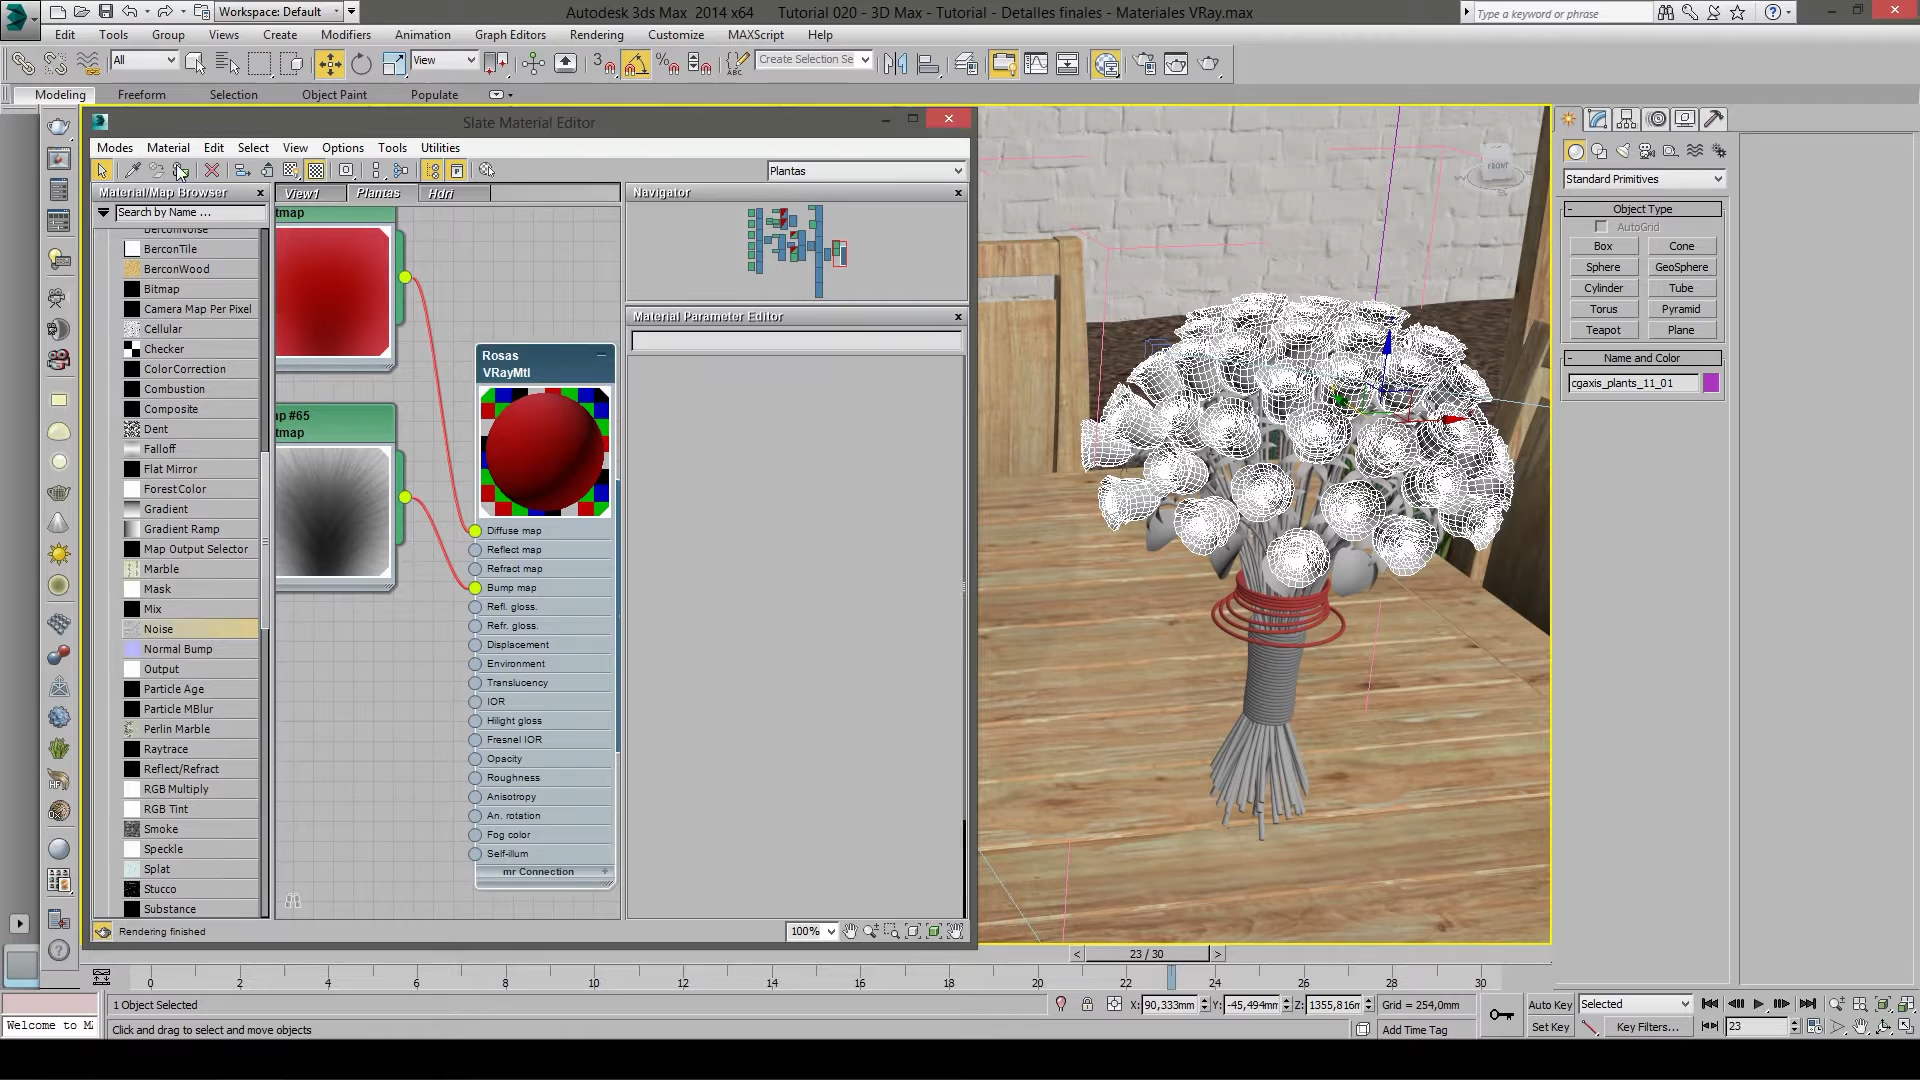 Workspace: Default
Autodesk 3ds Max 2014 x64 Tutorial 020 - 3D Max - Tutorial - Detalles finales - Materiales VRay.max
Type a keyword or phrase
Edit Tools Group Views Create Modifiers Animation Graph Editors Rendering Customize MAXScript Help
All View 3 Create Selection Se
Modeling Freeform Selection Object Paint Populate
Slate Material Editor
Modes Material Edit Select View Options Tools Utilities
Plantas
Material/Map Browser
Search by Name ...
BerconNoise
BerconTile
BerconWood
Bitmap
Camera Map Per Pixel
Cellular
Checker
ColorCorrection
Combustion
Composite
Dent
Falloff
Flat Mirror
ForestColor
Gradient
Gradient Ramp
Map Output Selector
Marble
Mask
Mix
Noise
Normal Bump
Output
Particle Age
Particle MBlur
Perlin Marble
Raytrace
Reflect/Refract
RGB Multiply
RGB Tint
Smoke
Speckle
Splat
Stucco
Substance
View1 Plantas Hdri
tmap
ap #65
tmap
Rosas
VRayMtl
Diffuse map
Reflect map
Refract map
Bump map
Refl. gloss.
Refr. gloss.
Displacement
Environment
Translucency
IOR
Hilight gloss
Fresnel IOR
Opacity
Roughness
Anisotropy
An. rotation
Fog color
Self-illum
mr Connection
Navigator
Material Parameter Editor
Rendering finished
100%
FRONT
Standard Primitives
Object Type
AutoGrid
Box Cone
Sphere GeoSphere
Cylinder Tube
Torus Pyramid
Teapot Plane
Name and Color
cgaxis_plants_11_01
< 23 / 30 >
0 2 4 6 8 10 12 14 16 18 20 22 24 26 28 30
1 Object Selected
X: 90,333mm Y: -45,494mm Z: 1355,816m Grid = 254,0mm
Auto Key Selected
Welcome to M
Click and drag to select and move objects
Add Time Tag
Set Key Key Filters...
23